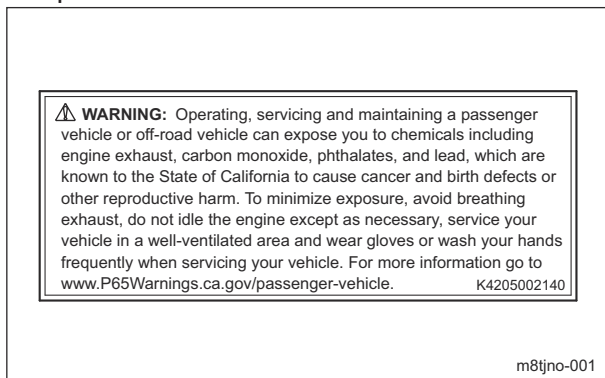 ⚠ WARNING: Operating, servicing and maintaining a passenger
vehicle or off-road vehicle can expose you to chemicals including
engine exhaust, carbon monoxide, phthalates, and lead, which are
known to the State of California to cause cancer and birth defects or
other reproductive harm. To minimize exposure, avoid breathing
exhaust, do not idle the engine except as necessary, service your
vehicle in a well-ventilated area and wear gloves or wash your hands
frequently when servicing your vehicle. For more information go to
www.P65Warnings.ca.gov/passenger-vehicle. K4205002140
m8tjno-001